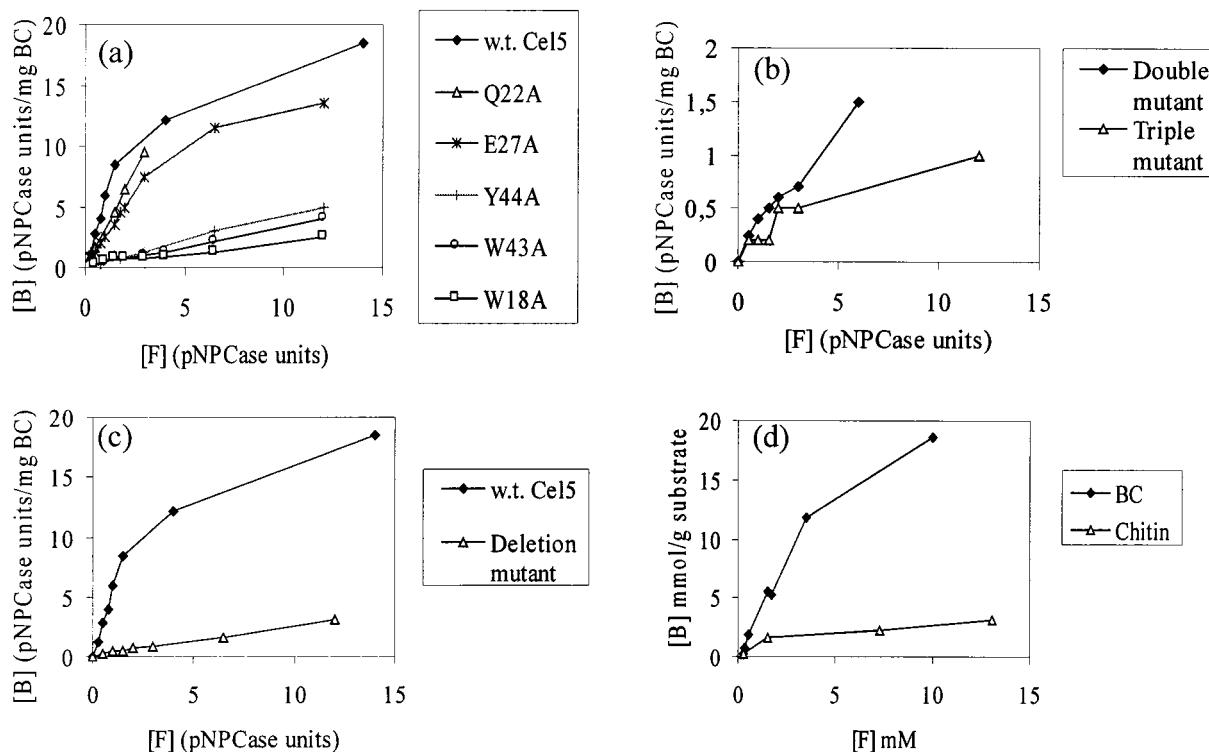 (a)
[B] (pNPCase units/mg BC)
20
15
10
5
0
0 5 10 15
[F] (pNPCase units)
w.t. Cel5
Q22A
E27A
Y44A
W43A
W18A
(b)
[B] (pNPCase units/mg BC)
2
1,5
1
0,5
0
0 5 10 15
[F] (pNPCase units)
Double
mutant
Triple
mutant
(c)
[B] (pNPCase units/mg BC)
20
15
10
5
0
0 5 10 15
[F] (pNPCase units)
w.t. Cel5
Deletion
mutant
(d)
[B] mmol/g substrate
20
15
10
5
0
0 5 10 15
[F] mM
BC
Chitin